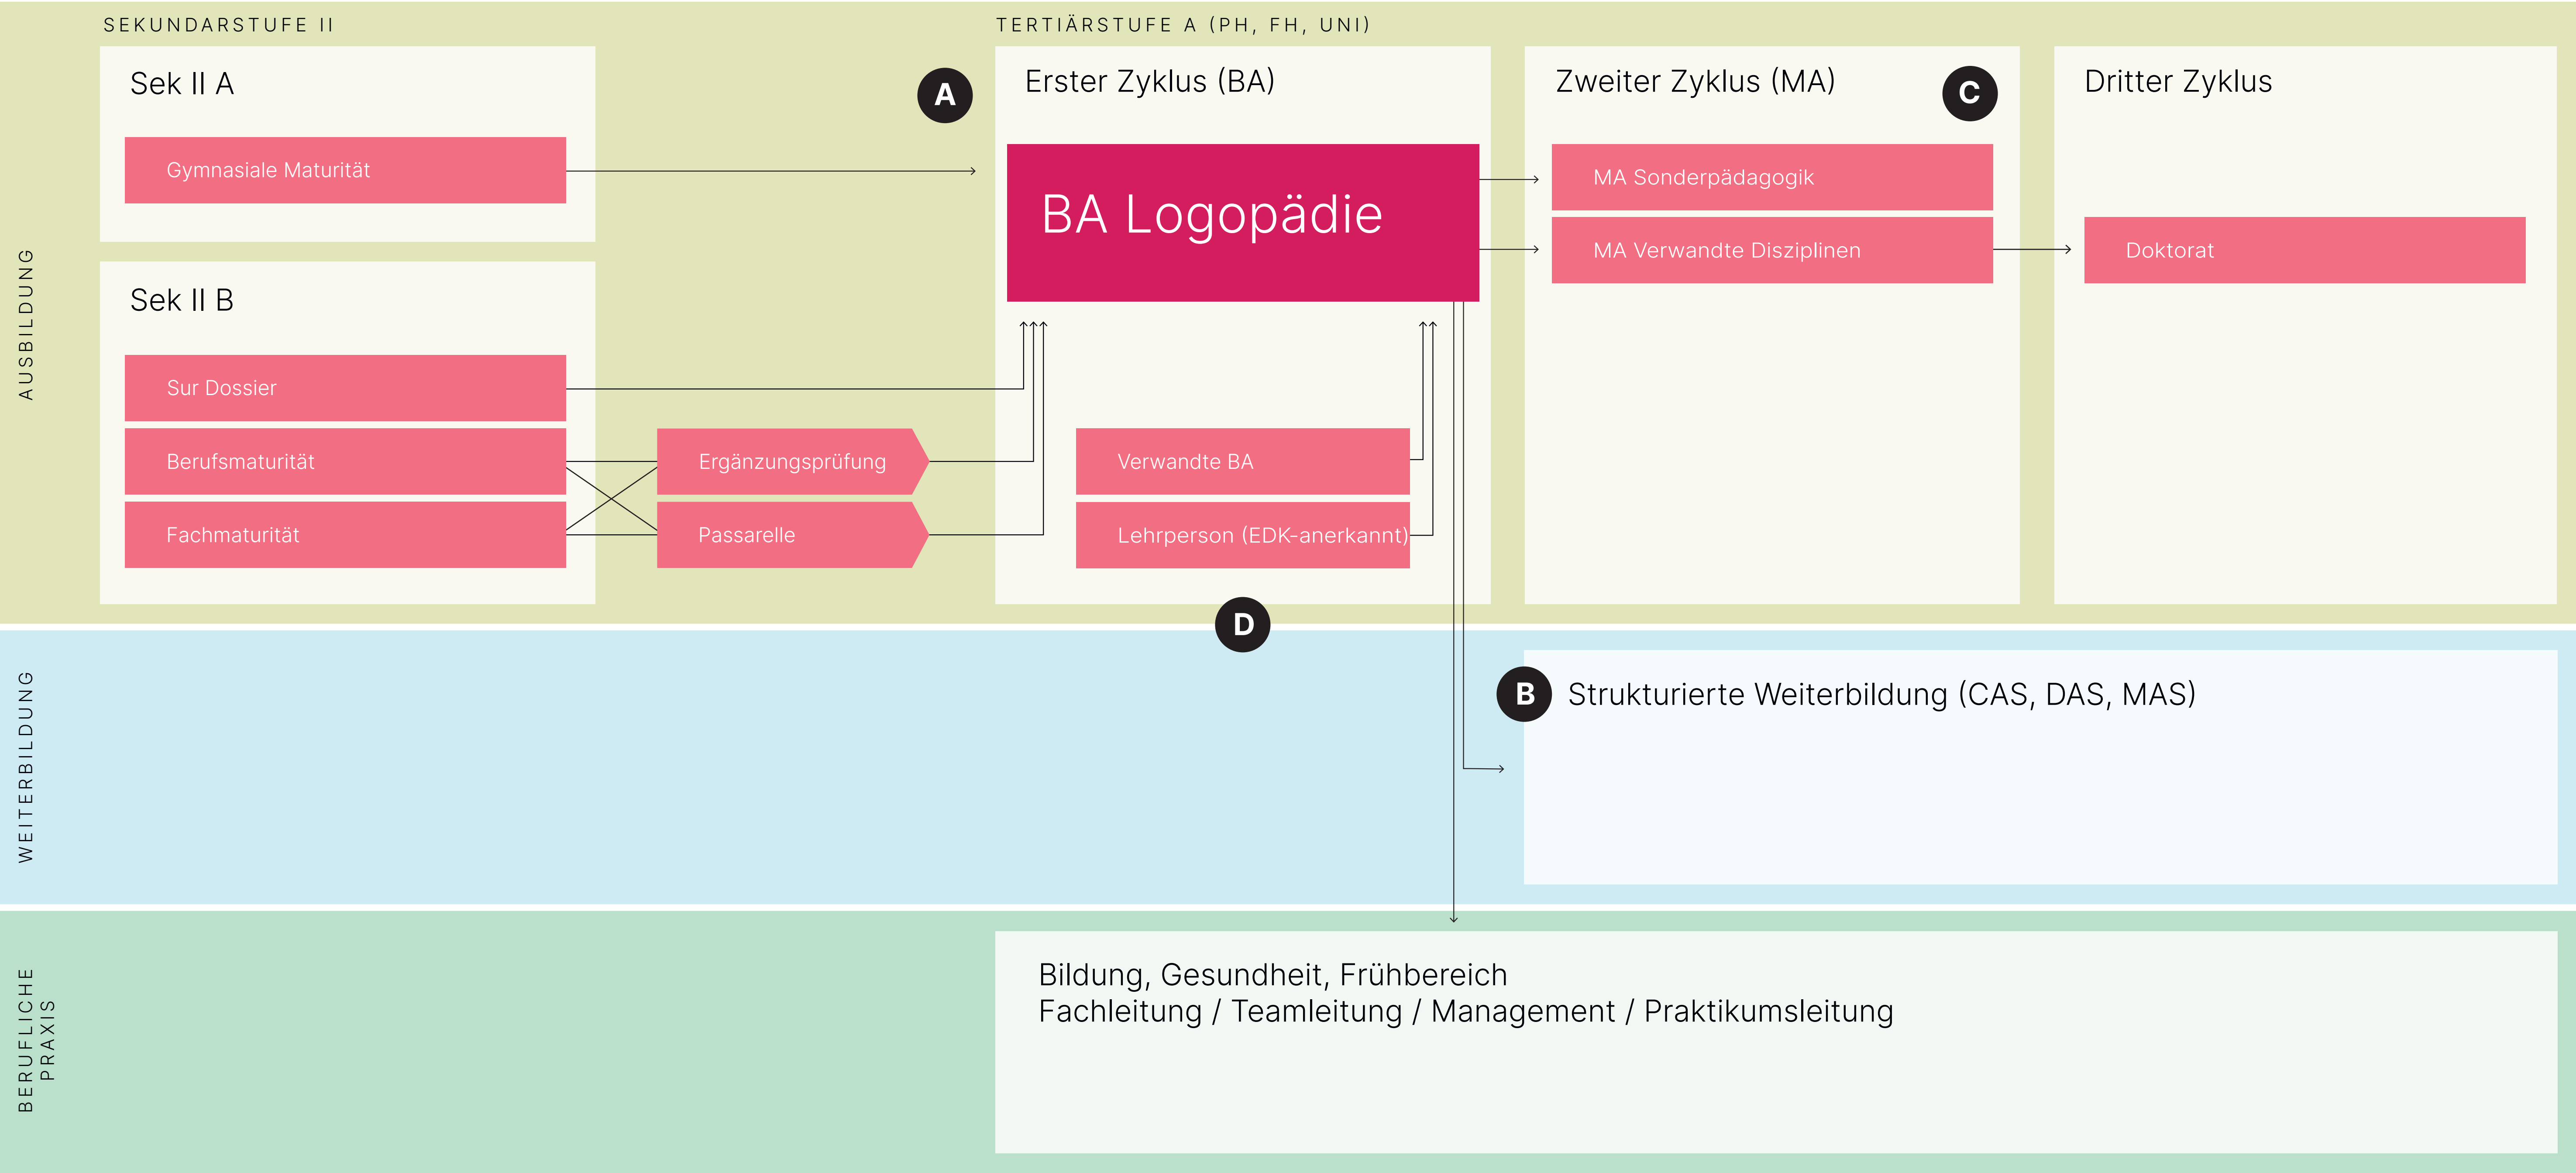 SEKUNDARSTUFE II
TERTIÄRSTUFE A (PH, FH, UNI)
AUSBILDUNG
Sek II A
Gymnasiale Maturität
Sek II B
Sur Dossier
Berufsmaturität
Fachmaturität
Ergänzungsprüfung
Passarelle
A
Erster Zyklus (BA)
BA Logopädie
Verwandte BA
Lehrperson (EDK-anerkannt)
D
Zweiter Zyklus (MA)
C
MA Sonderpädagogik
MA Verwandte Disziplinen
Dritter Zyklus
Doktorat
WEITERBILDUNG
B
Strukturierte Weiterbildung (CAS, DAS, MAS)
BERUFLICHE
PRAXIS
Bildung, Gesundheit, Frühbereich
Fachleitung / Teamleitung / Management / Praktikumsleitung